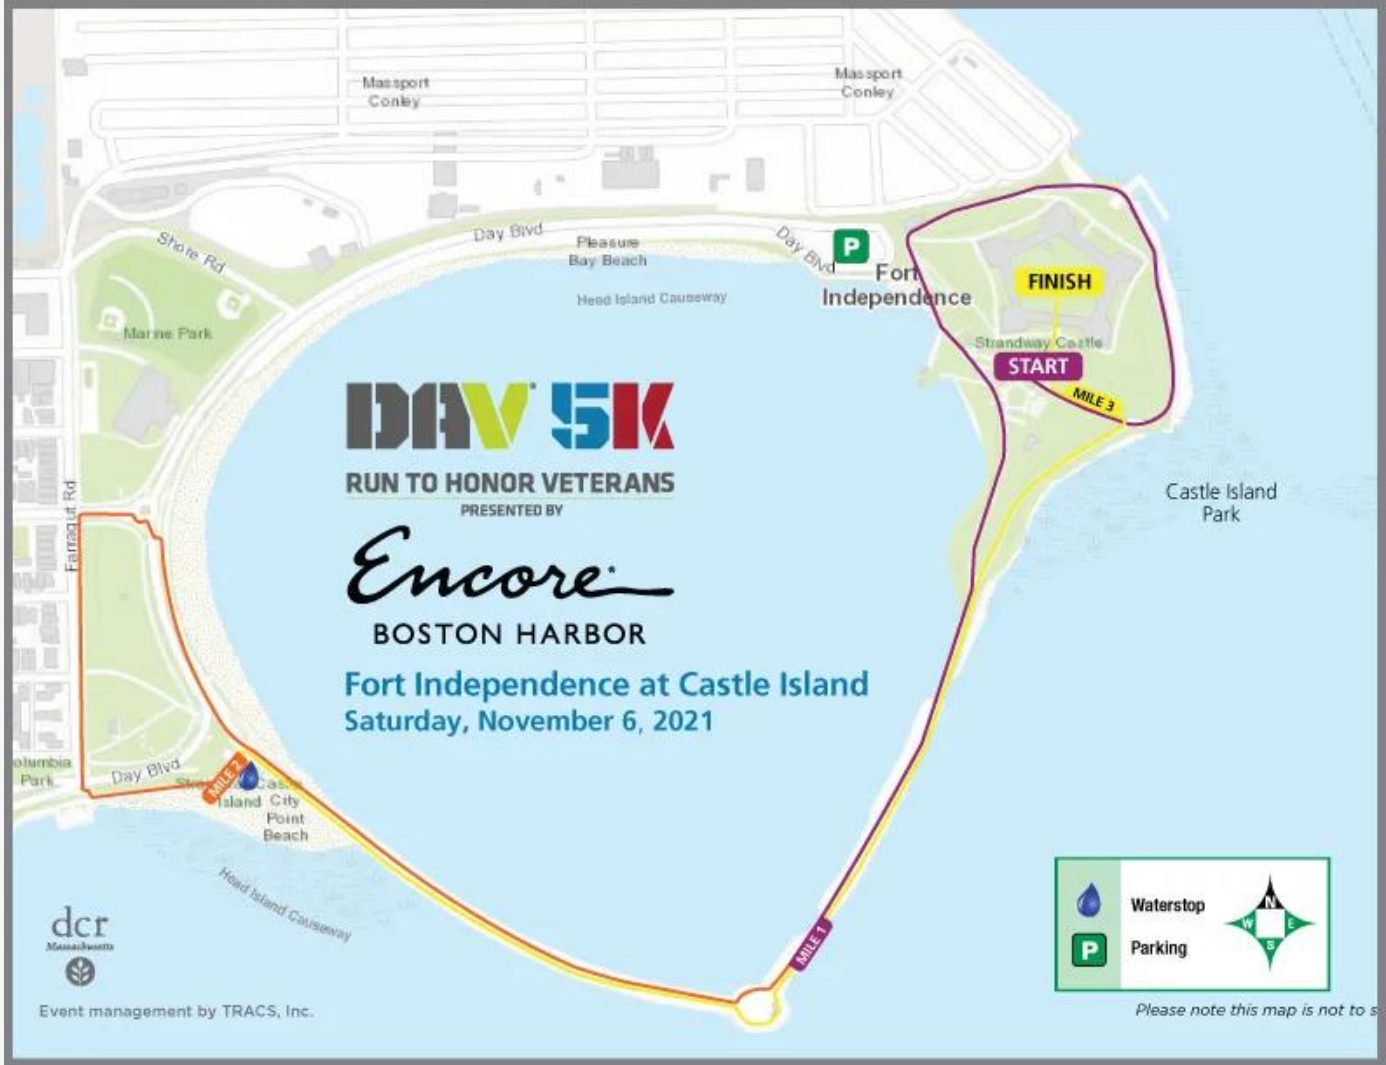 Massport
Conley
Massport
Conley
Shore Rd
Day Blvd
Pleasure
Bay Beach
Day Blvd
P
Fort
Independence
Head Island Causeway
FINISH
Strandway Castle
START
MILE 3
Marine Park
DAV 5K
RUN TO HONOR VETERANS
PRESENTED BY
Encore
BOSTON HARBOR
Fort Independence at Castle Island
Saturday, November 6, 2021
Farragut Rd
Castle Island
Park
olumbia
Park
Day Blvd
MILE 2
Island City
Point
Beach
Head Island Causeway
MILE 1
dcr
Massachusetts
Event management by TRACS, Inc.
Waterstop
P Parking
N
W E
S
Please note this map is not to s